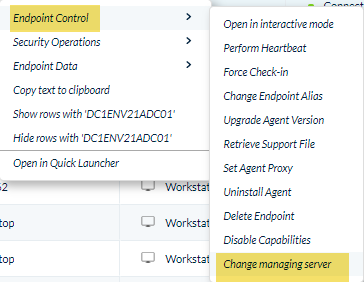 Connect
Endpoint Control
Security Operations
Endpoint Data
Copy text to clipboard
Show rows with 'DC1ENV21ADC01'
Hide rows with 'DC1ENV21ADC01'
Open in Quick Launcher
Open in interactive mode
Perform Heartbeat
Force Check-in
Change Endpoint Alias
Upgrade Agent Version
Retrieve Support File
Set Agent Proxy
Uninstall Agent
Delete Endpoint
Disable Capabilities
Change managing server
Workstat
top
Workstat
top
Workstat